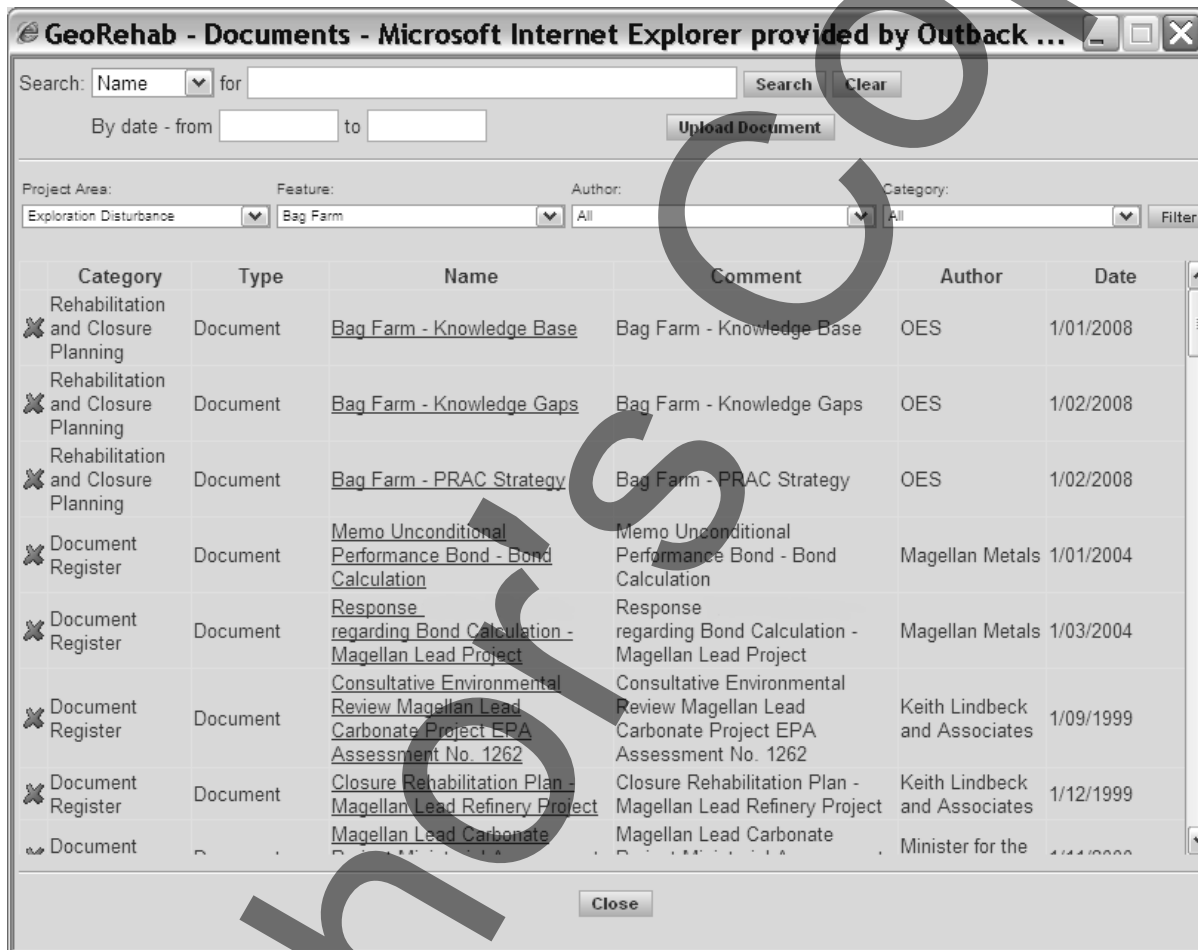 GeoRehab - Documents - Microsoft Internet Explorer provided by Outback ...
Search: Name for Search Clear
By date - from to Upload Document
Project Area: Feature: Author: Category:
Exploration Disturbance Bag Farm All All Filter
Category Type Name Comment Author Date
Rehabilitation and Closure Planning Document Bag Farm - Knowledge Base Bag Farm - Knowledge Base OES 1/01/2008
Rehabilitation and Closure Planning Document Bag Farm - Knowledge Gaps Bag Farm - Knowledge Gaps OES 1/02/2008
Rehabilitation and Closure Planning Document Bag Farm - PRAC Strategy Bag Farm - PRAC Strategy OES 1/02/2008
Document Register Document Memo Unconditional Performance Bond - Bond Calculation Memo Unconditional Performance Bond - Bond Calculation Magellan Metals 1/01/2004
Document Register Document Response regarding Bond Calculation - Magellan Lead Project Response regarding Bond Calculation - Magellan Lead Project Magellan Metals 1/03/2004
Document Register Document Consultative Environmental Review Magellan Lead Carbonate Project EPA Assessment No. 1262 Consultative Environmental Review Magellan Lead Carbonate Project EPA Assessment No. 1262 Keith Lindbeck and Associates 1/09/1999
Document Register Document Closure Rehabilitation Plan - Magellan Lead Refinery Project Closure Rehabilitation Plan - Magellan Lead Refinery Project Keith Lindbeck and Associates 1/12/1999
Document Magellan Lead Carbonate Magellan Lead Carbonate Minister for the
Close
hor's Co